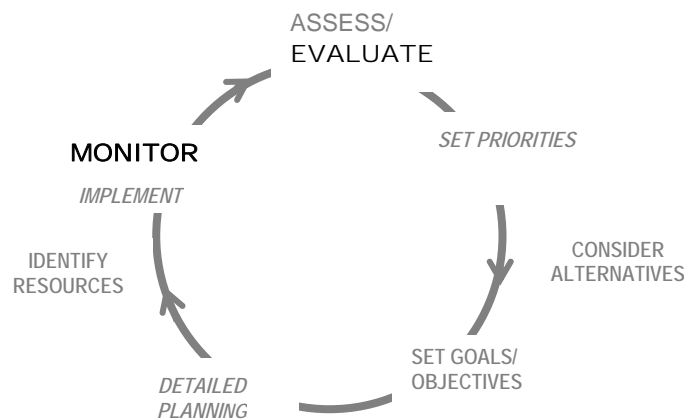 ASSESS/
EVALUATE
SET PRIORITIES
CONSIDER
ALTERNATIVES
SET GOALS/
OBJECTIVES
DETAILED
PLANNING
IDENTIFY
RESOURCES
IMPLEMENT
MONITOR